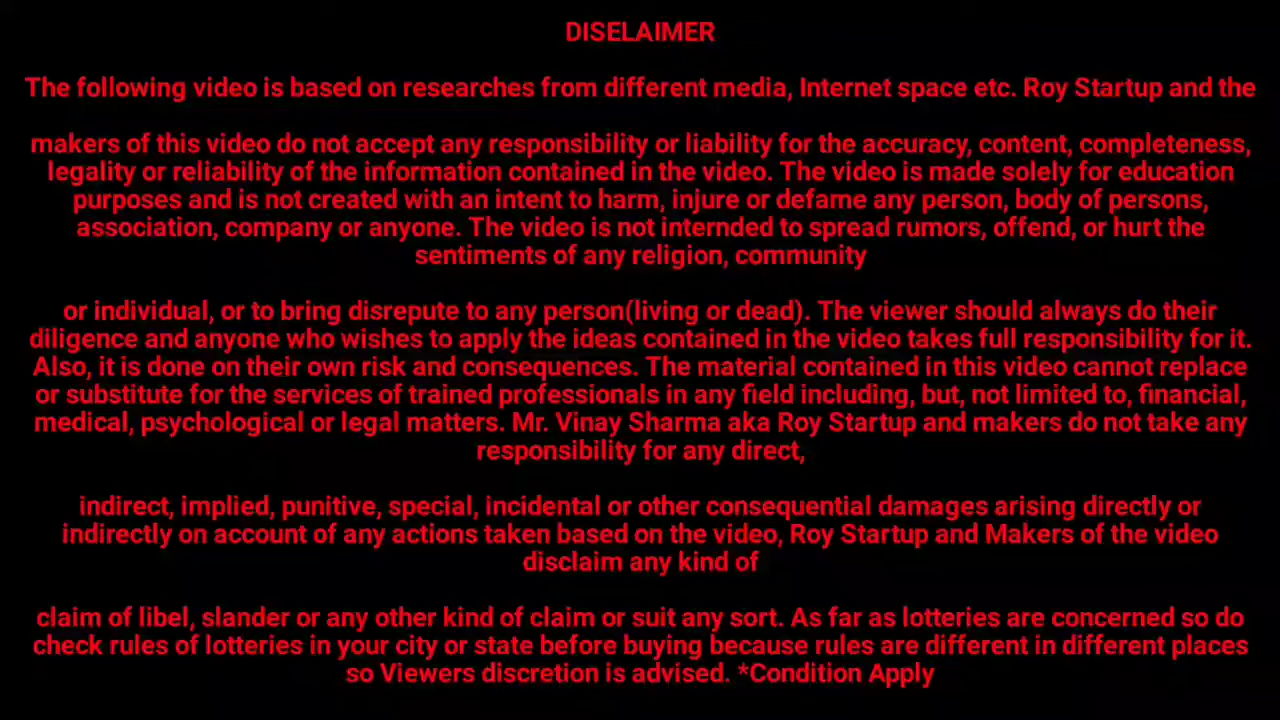 DISELAIMER
The following video is based on researches from different media, Internet space etc. Roy Startup and the
makers of this video do not accept any responsibility or liability for the accuracy, content, completeness,
legality or reliability of the information contained in the video. The video is made solely for education
purposes and is not created with an intent to harm, injure or defame any person, body of persons,
association, company or anyone. The video is not internded to spread rumors, offend, or hurt the
sentiments of any religion, community
or individual, or to bring disrepute to any person(living or dead). The viewer should always do their
diligence and anyone who wishes to apply the ideas contained in the video takes full responsibility for it.
Also, it is done on their own risk and consequences. The material contained in this video cannot replace
or substitute for the services of trained professionals in any field including, but, not limited to, financial,
medical, psychological or legal matters. Mr. Vinay Sharma aka Roy Startup and makers do not take any
responsibility for any direct,
indirect, implied, punitive, special, incidental or other consequential damages arising directly or
indirectly on account of any actions taken based on the video, Roy Startup and Makers of the video
disclaim any kind of
claim of libel, slander or any other kind of claim or suit any sort. As far as lotteries are concerned so do
check rules of lotteries in your city or state before buying because rules are different in different places
so Viewers discretion is advised. *Condition Apply